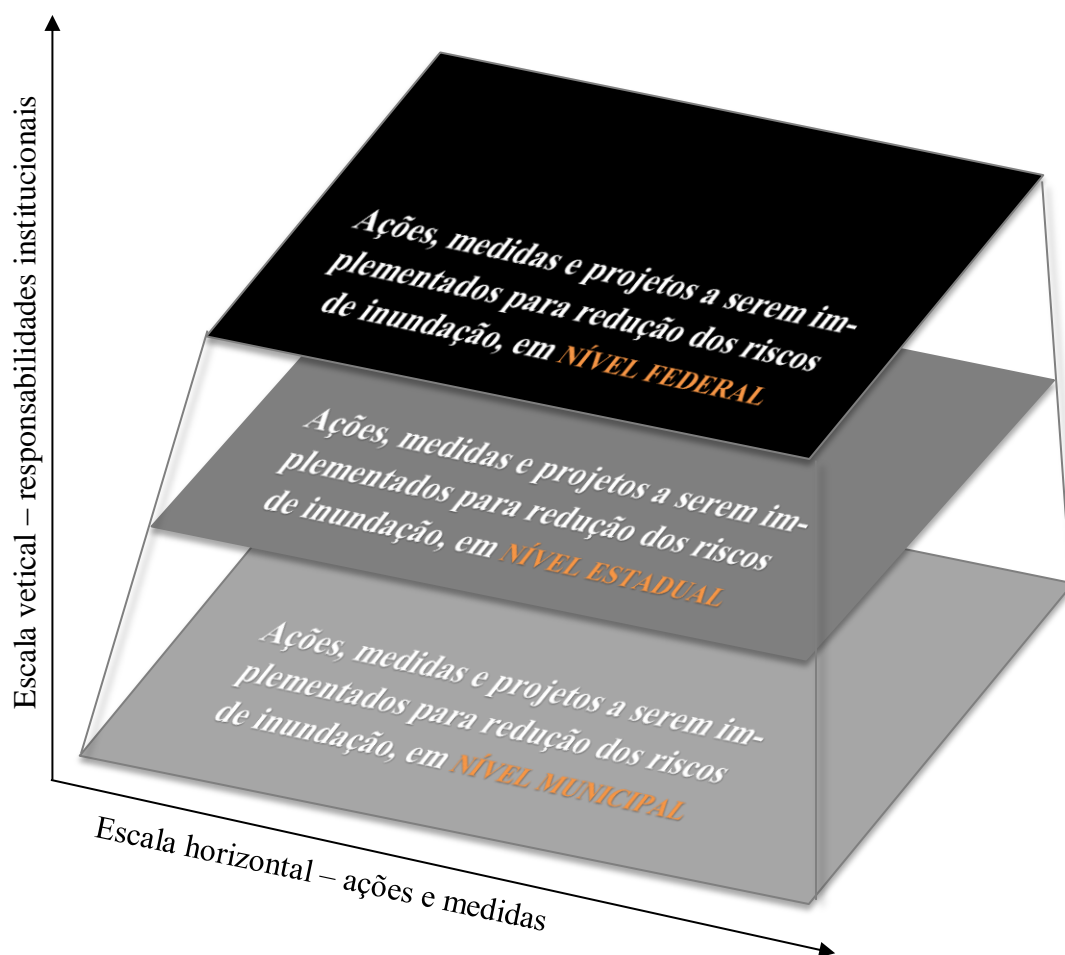 Escala vetical – responsabilidades institucionais
Ações, medidas e projetos a serem im-
plementados para redução dos riscos
de inundação, em NÍVEL FEDERAL
Ações, medidas e projetos a serem im-
plementados para redução dos riscos
de inundação, em NÍVEL ESTADUAL
Ações, medidas e projetos a serem im-
plementados para redução dos riscos
de inundação, em NÍVEL MUNICIPAL
Escala horizontal – ações e medidas